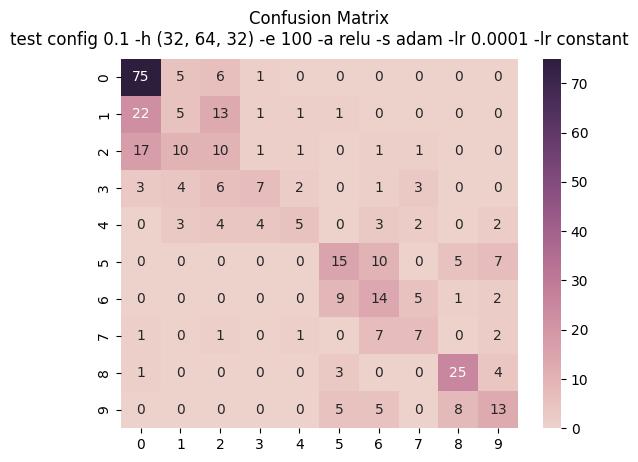 Confusion Matrix
test config 0.1 -h (32, 64, 32) -e 100 -a relu -s adam -lr 0.0001 -lr constant
0 75 5 6 1 0 0 0 0 0 0
1 22 5 13 1 1 1 0 0 0 0
2 17 10 10 1 1 0 1 1 0 0
3 3 4 6 7 2 0 1 3 0 0
4 0 3 4 4 5 0 3 2 0 2
5 0 0 0 0 0 15 10 0 5 7
6 0 0 0 0 0 9 14 5 1 2
7 1 0 1 0 1 0 7 7 0 2
8 1 0 0 0 0 3 0 0 25 4
9 0 0 0 0 0 5 5 0 8 13
0 1 2 3 4 5 6 7 8 9
70
60
50
40
30
20
10
0